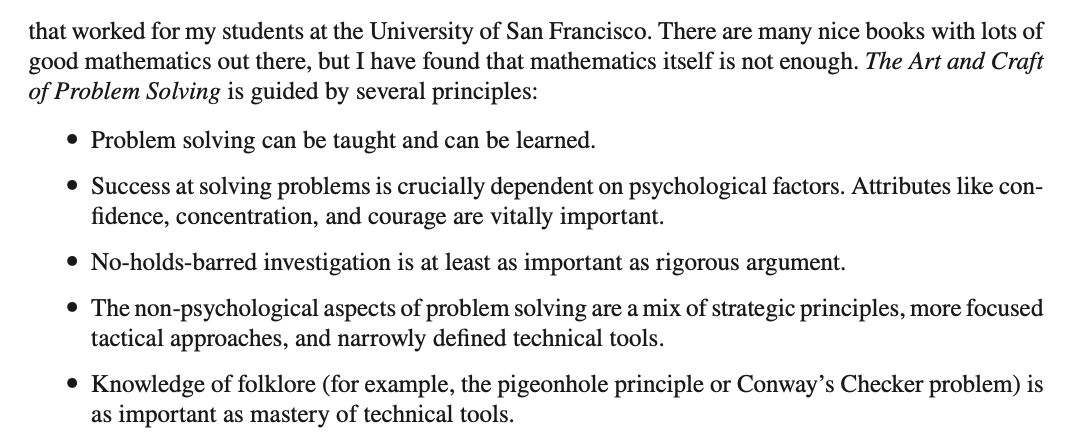 that worked for my students at the University of San Francisco. There are many nice books with lots of
good mathematics out there, but I have found that mathematics itself is not enough. The Art and Craft
of Problem Solving is guided by several principles:
• Problem solving can be taught and can be learned.
• Success at solving problems is crucially dependent on psychological factors. Attributes like con-
fidence, concentration, and courage are vitally important.
• No-holds-barred investigation is at least as important as rigorous argument.
• The non-psychological aspects of problem solving are a mix of strategic principles, more focused
tactical approaches, and narrowly defined technical tools.
• Knowledge of folklore (for example, the pigeonhole principle or Conway's Checker problem) is
as important as mastery of technical tools.